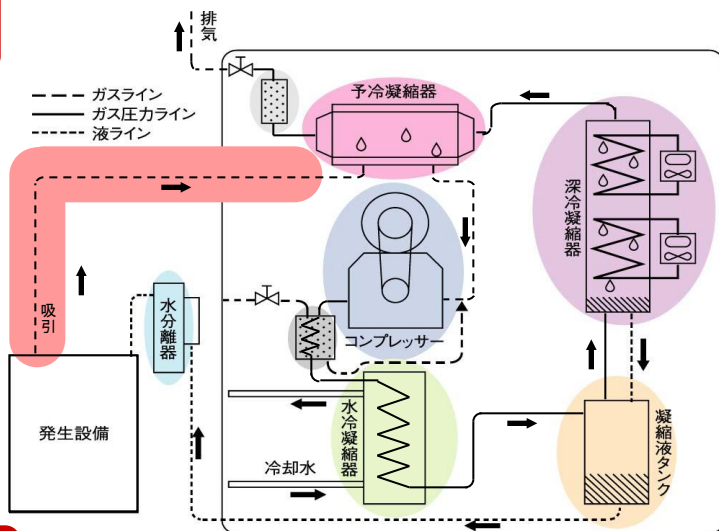 排気
ガスライン
ガス圧力ライン
液ライン
予冷凝縮器
深冷凝縮器
吸引
水分離器
コンプレッサー
発生設備
水冷凝縮器
冷却水
凝縮液タンク